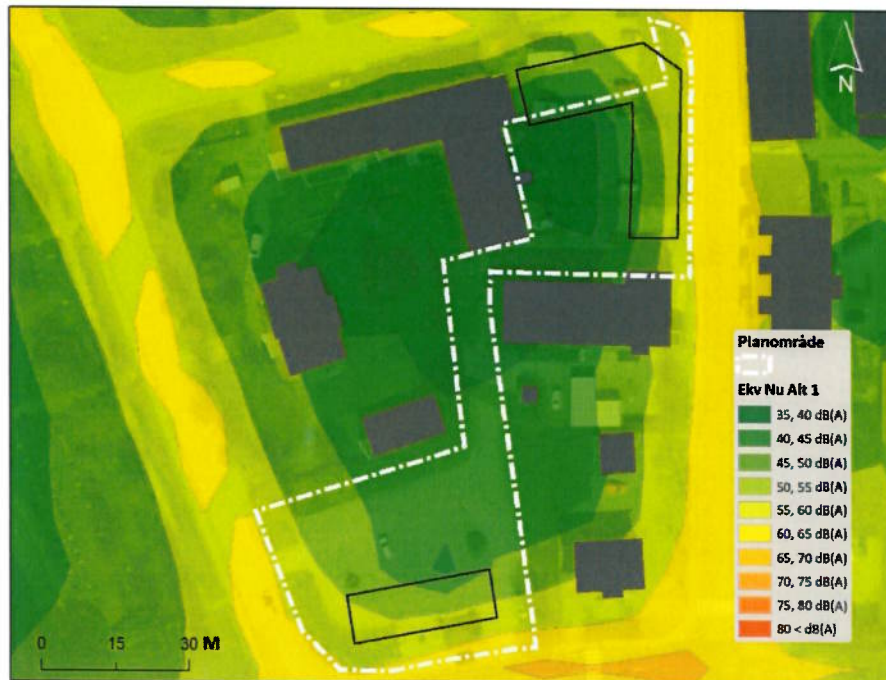 N
Planområde
Ekv Nu Alt 1
35, 40 dB(A)
40, 45 dB(A)
45, 50 dB(A)
50, 55 dB(A)
55, 60 dB(A)
60, 65 dB(A)
65, 70 dB(A)
70, 75 dB(A)
75, 80 dB(A)
80 < dB(A)
0 15 30 M